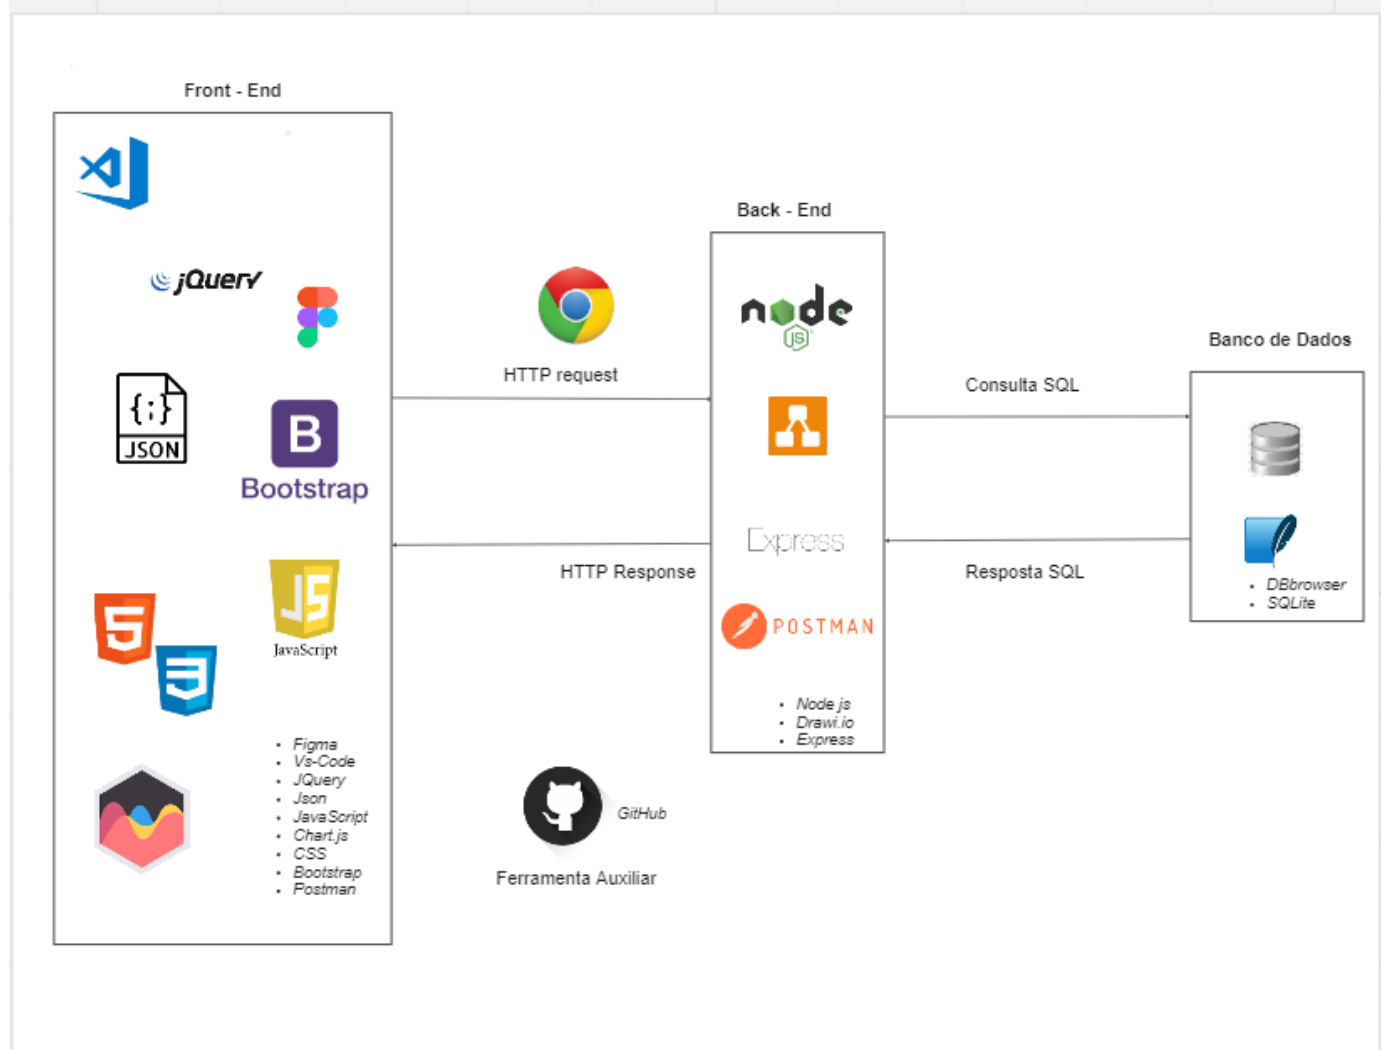 Front - End
jQuery
{;}
JSON
B
Bootstrap
JS
JavaScript
5
3
Figma
Vs-Code
JQuery
Json
JavaScript
Chart.js
CSS
Bootstrap
Postman
HTTP request
HTTP Response
GitHub
Ferramenta Auxiliar
Back - End
node
JS
Express
POSTMAN
Node js
Drawi.io
Express
Consulta SQL
Resposta SQL
Banco de Dados
DBbrowser
SQLite